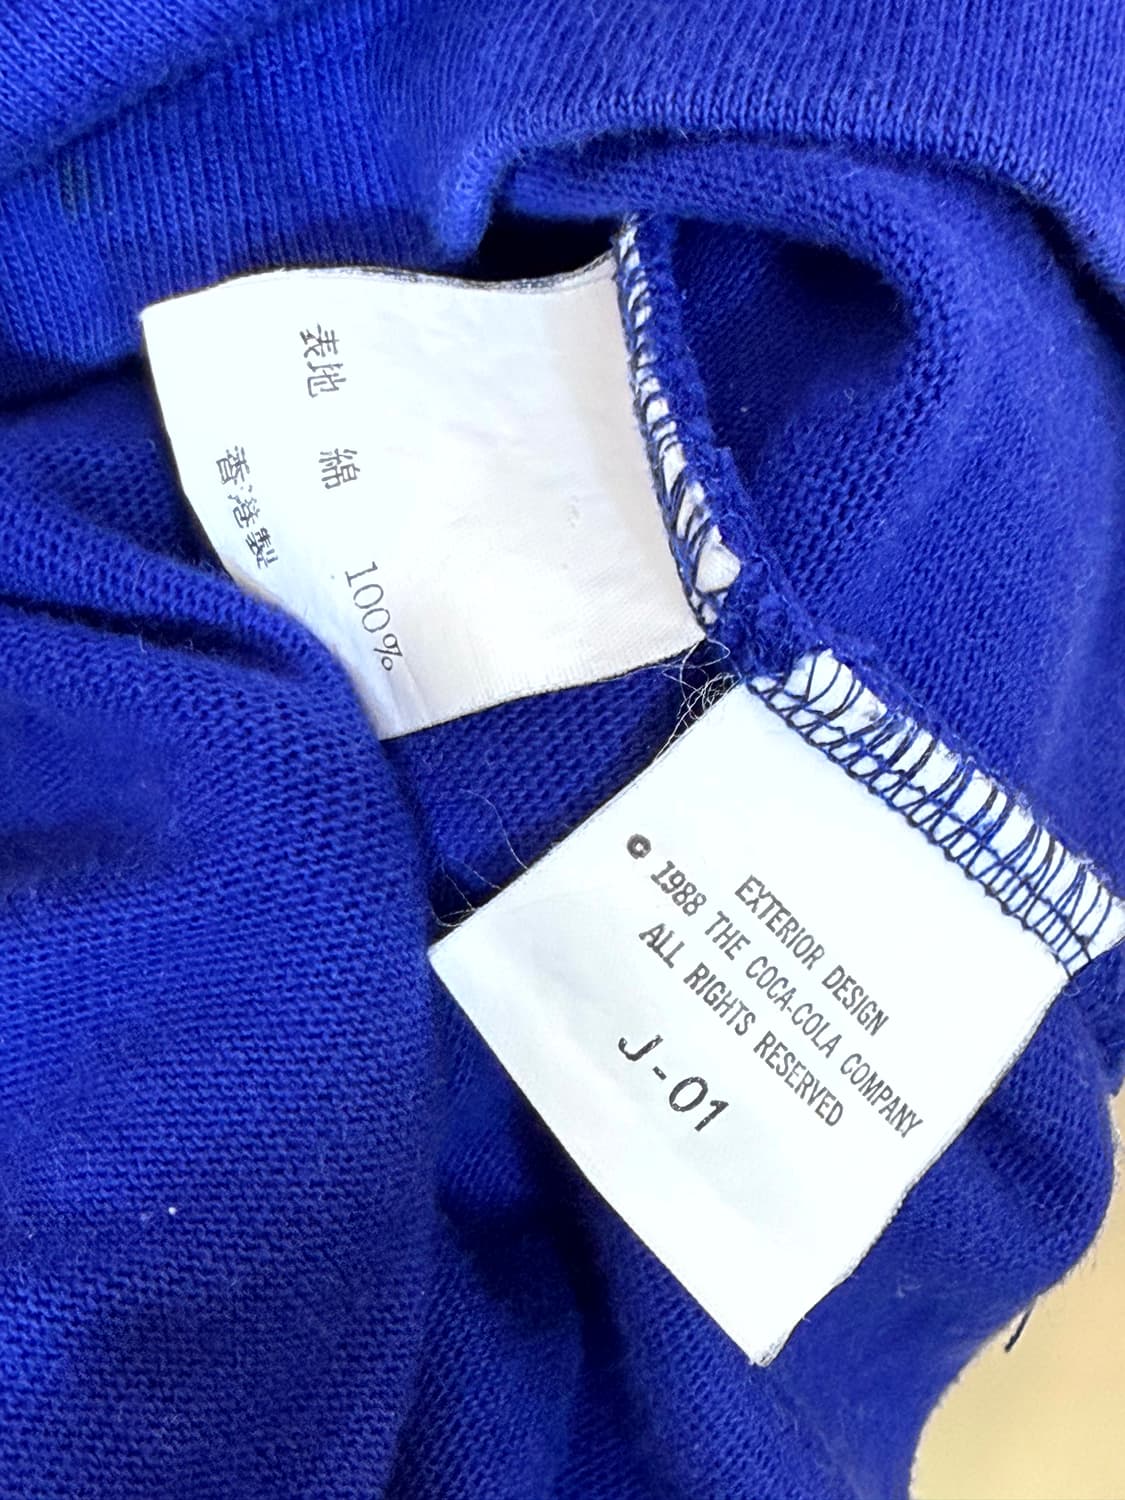 表地 綿 100%
香港製
EXTERIOR DESIGN
© 1988 THE COCA-COLA COMPANY
ALL RIGHTS RESERVED
J-01